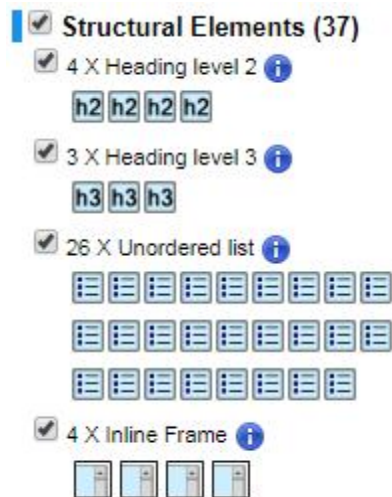 Structural Elements (37)
4 X Heading level 2 i
h2 h2 h2 h2
3 X Heading level 3 i
h3 h3 h3
26 X Unordered list i
4 X Inline Frame i